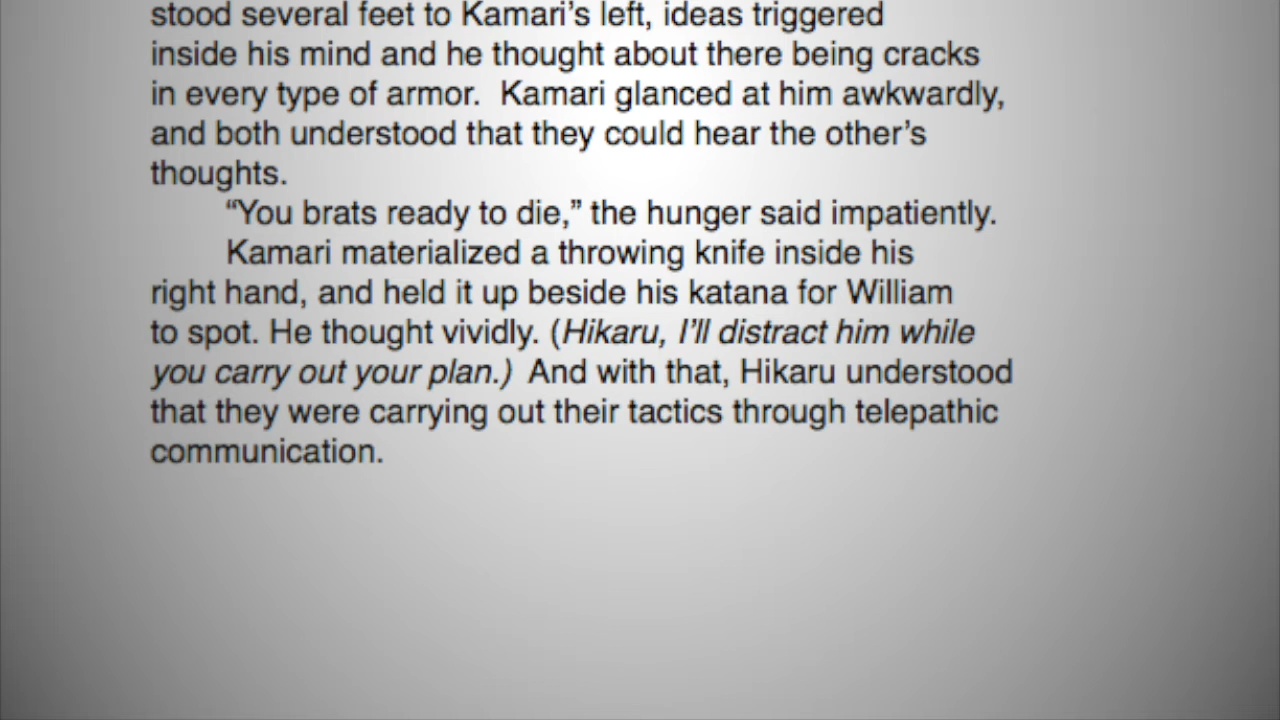 stood several feet to Kamari’s left, ideas triggered
inside his mind and he thought about there being cracks
in every type of armor.  Kamari glanced at him awkwardly,
and both understood that they could hear the other’s
thoughts.
“You brats ready to die,” the hunger said impatiently.
Kamari materialized a throwing knife inside his
right hand, and held it up beside his katana for William
to spot. He thought vividly. (Hikaru, I’ll distract him while
you carry out your plan.)  And with that, Hikaru understood
that they were carrying out their tactics through telepathic
communication.